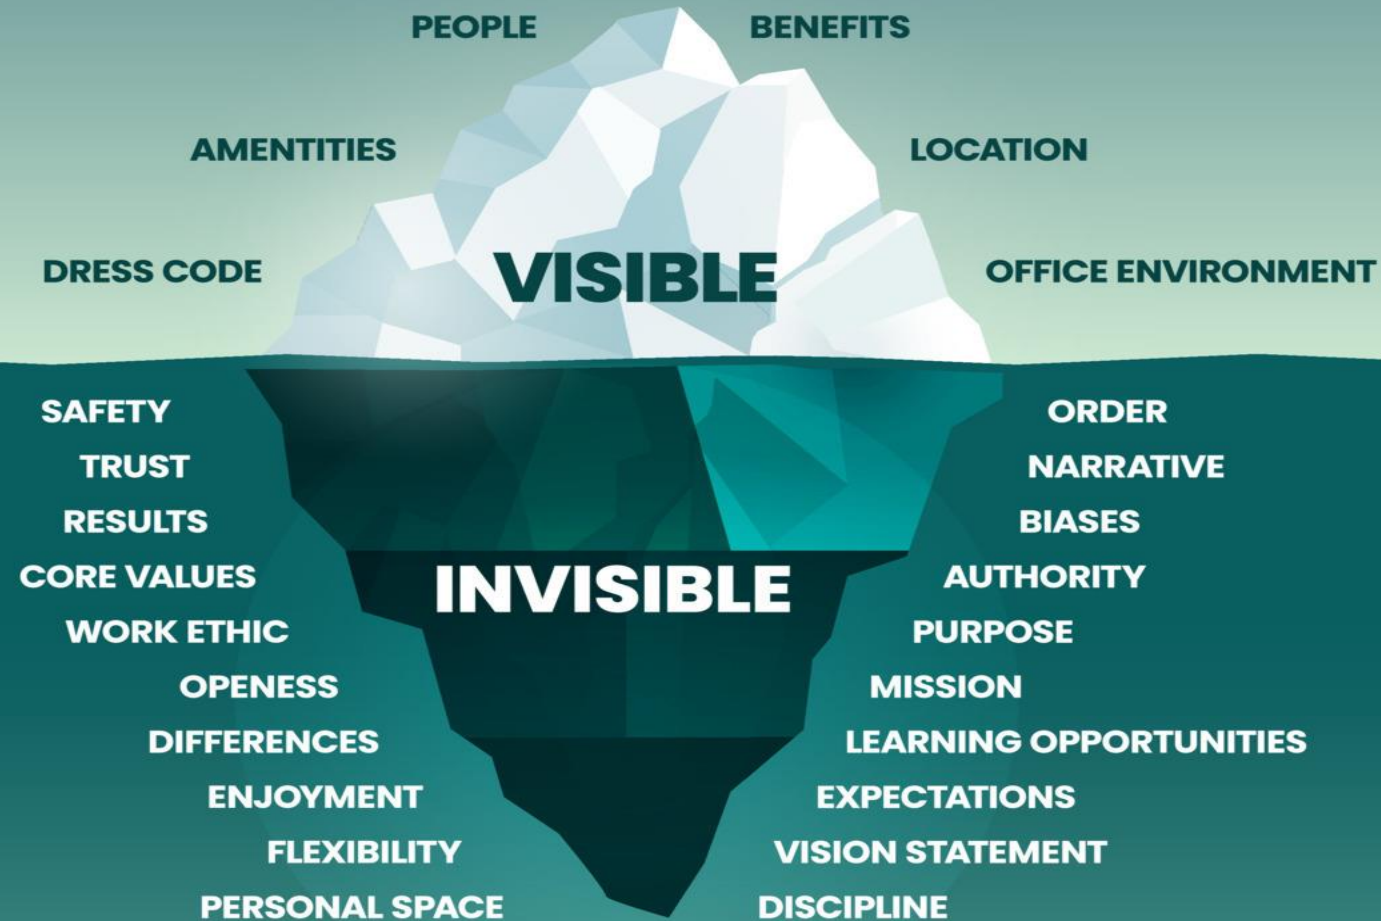 PEOPLE BENEFITS
AMENTITIES LOCATION
DRESS CODE VISIBLE OFFICE ENVIRONMENT
SAFETY ORDER
TRUST NARRATIVE
RESULTS BIASES
CORE VALUES INVISIBLE AUTHORITY
WORK ETHIC PURPOSE
OPENESS MISSION
DIFFERENCES LEARNING OPPORTUNITIES
ENJOYMENT EXPECTATIONS
FLEXIBILITY VISION STATEMENT
PERSONAL SPACE DISCIPLINE